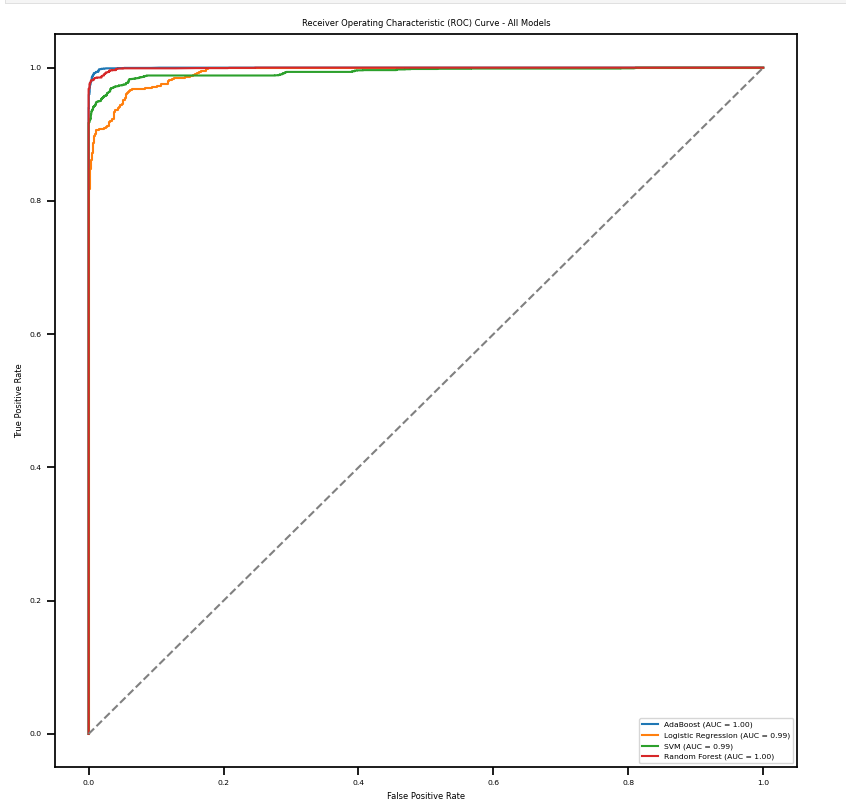 Receiver Operating Characteristic (ROC) Curve - All Models
1.0
0.8
0.6
0.4
0.2
0.0
True Positive Rate
0.0 0.2 0.4 0.6 0.8 1.0
False Positive Rate
AdaBoost (AUC = 1.00)
Logistic Regression (AUC = 0.99)
SVM (AUC = 0.99)
Random Forest (AUC = 1.00)